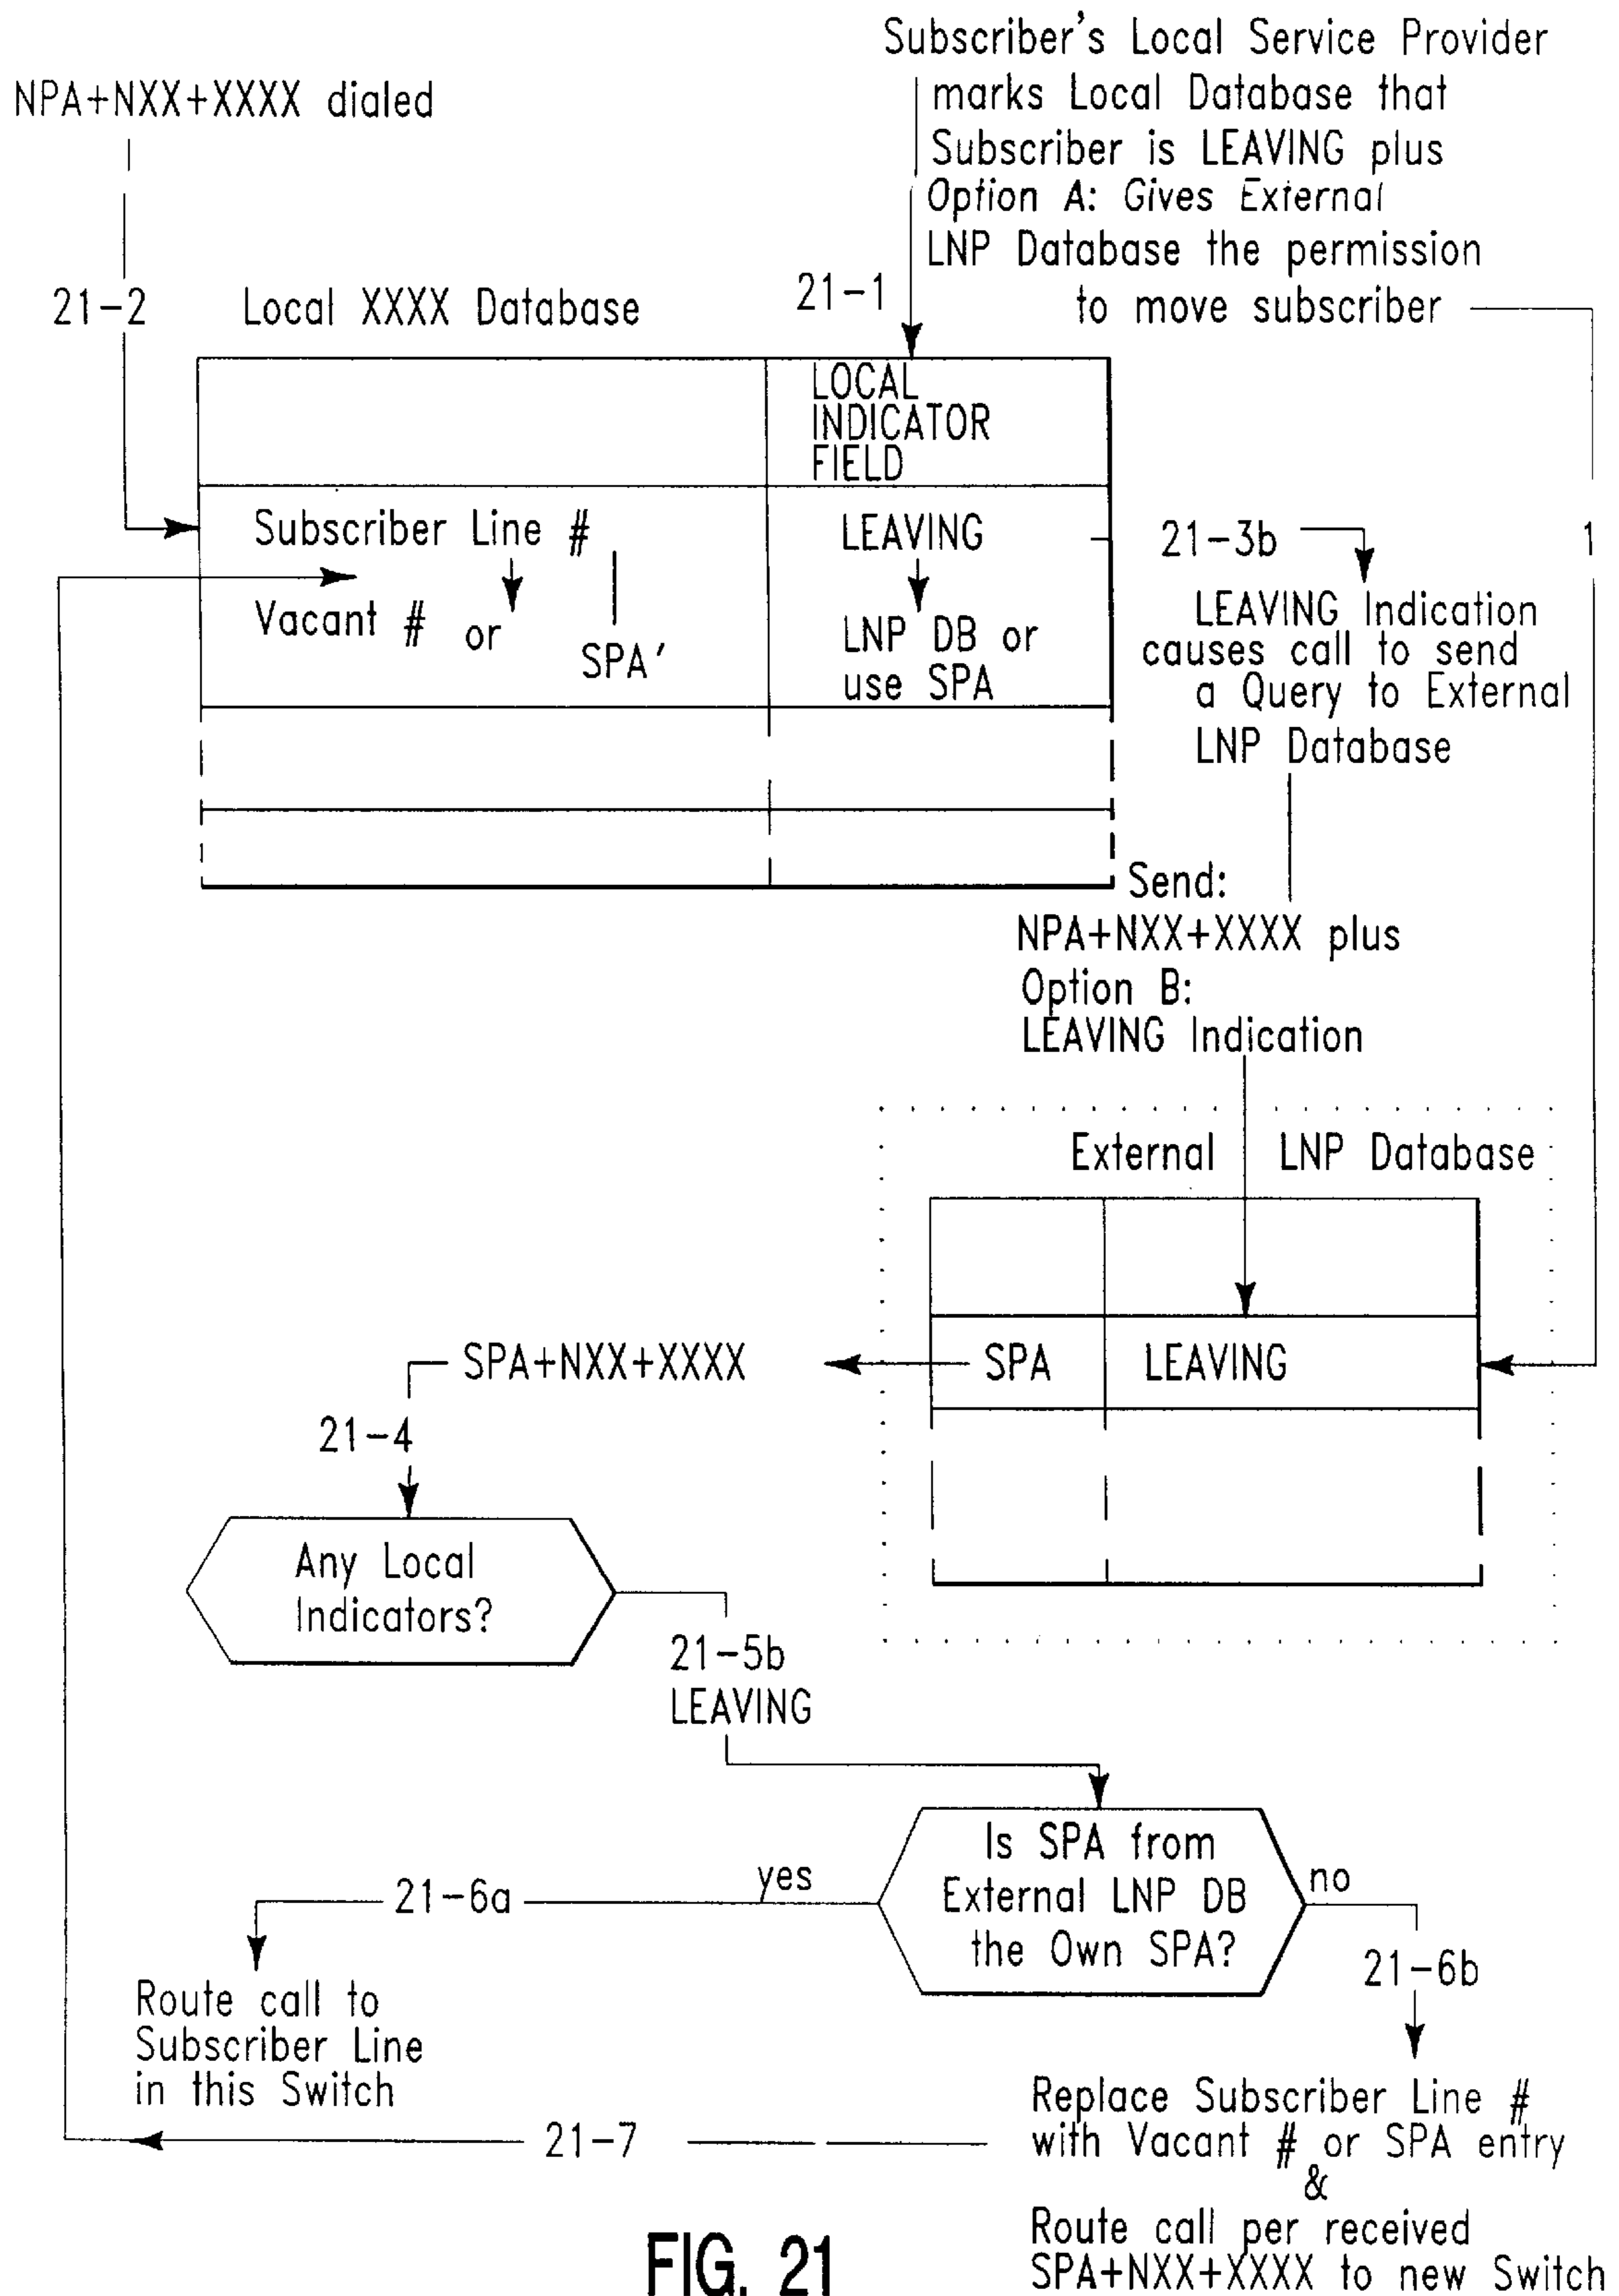 Subscriber's Local Service Provider
marks Local Database that
Subscriber is LEAVING plus
Option A: Gives External
LNP Database the permission
to move subscriber
NPA+NXX+XXXX dialed
21-2
Local XXXX Database
21-1
LOCAL
INDICATOR
FIELD
Subscriber Line #
LEAVING
Vacant # or
SPA'
LNP DB or
use SPA
21-3b
1
LEAVING Indication
causes call to send
a Query to External
LNP Database
Send:
NPA+NXX+XXXX plus
Option B:
LEAVING Indication
External LNP Database
SPA
LEAVING
SPA+NXX+XXXX
21-4
Any Local
Indicators?
21-5b
LEAVING
Is SPA from
External LNP DB
the Own SPA?
yes
no
21-6a
21-6b
Route call to
Subscriber Line
in this Switch
Replace Subscriber Line #
with Vacant # or SPA entry
&
Route call per received
SPA+NXX+XXXX to new Switch
21-7
FIG. 21